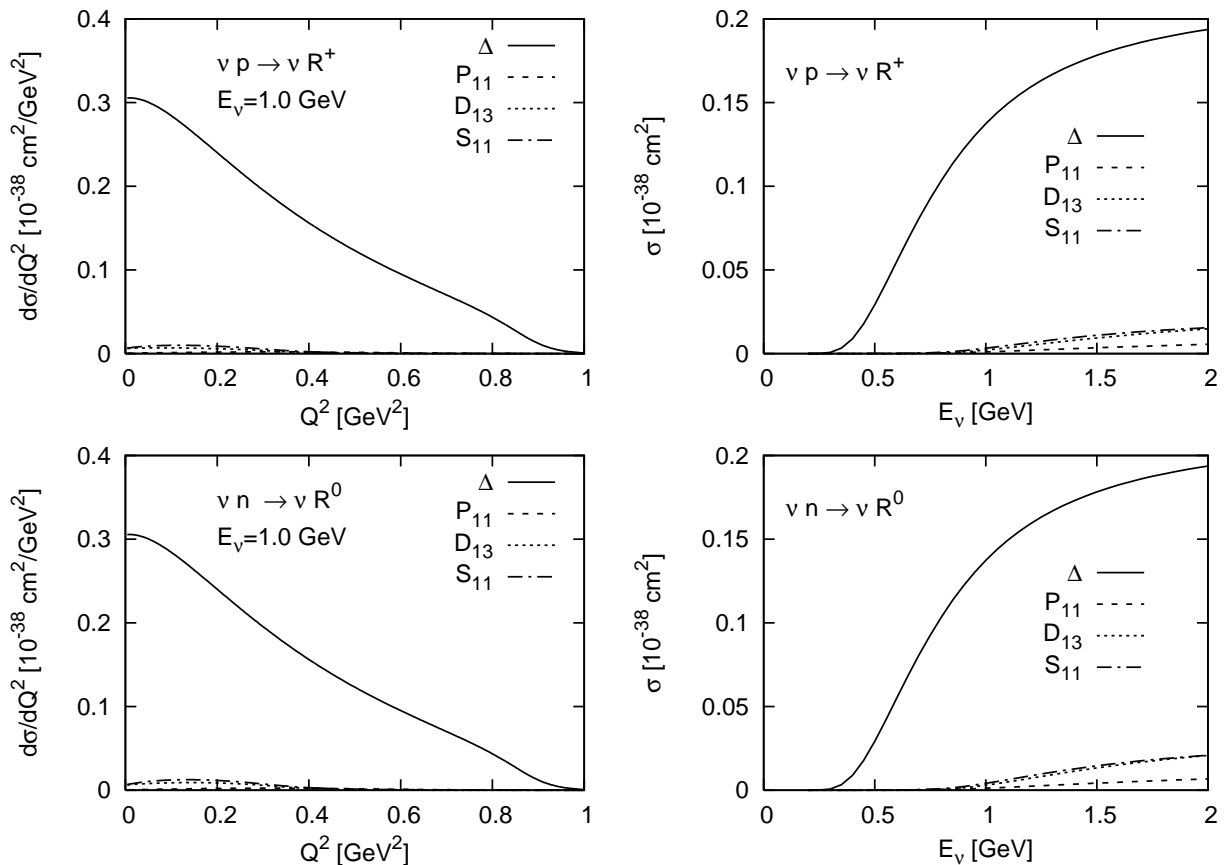 dσ/dQ² [10⁻³⁸ cm²/GeV²]
0.4
0.3
0.2
0.1
0
ν p → ν R⁺
E_ν=1.0 GeV
Δ
P₁₁
D₁₃
S₁₁
0 0.2 0.4 0.6 0.8 1
Q² [GeV²]
σ [10⁻³⁸ cm²]
0.2
0.15
0.1
0.05
0
ν p → ν R⁺
Δ
P₁₁
D₁₃
S₁₁
0 0.5 1 1.5 2
E_ν [GeV]
dσ/dQ² [10⁻³⁸ cm²/GeV²]
0.4
0.3
0.2
0.1
0
ν n → ν R⁰
E_ν=1.0 GeV
Δ
P₁₁
D₁₃
S₁₁
0 0.2 0.4 0.6 0.8 1
Q² [GeV²]
σ [10⁻³⁸ cm²]
0.2
0.15
0.1
0.05
0
ν n → ν R⁰
Δ
P₁₁
D₁₃
S₁₁
0 0.5 1 1.5 2
E_ν [GeV]